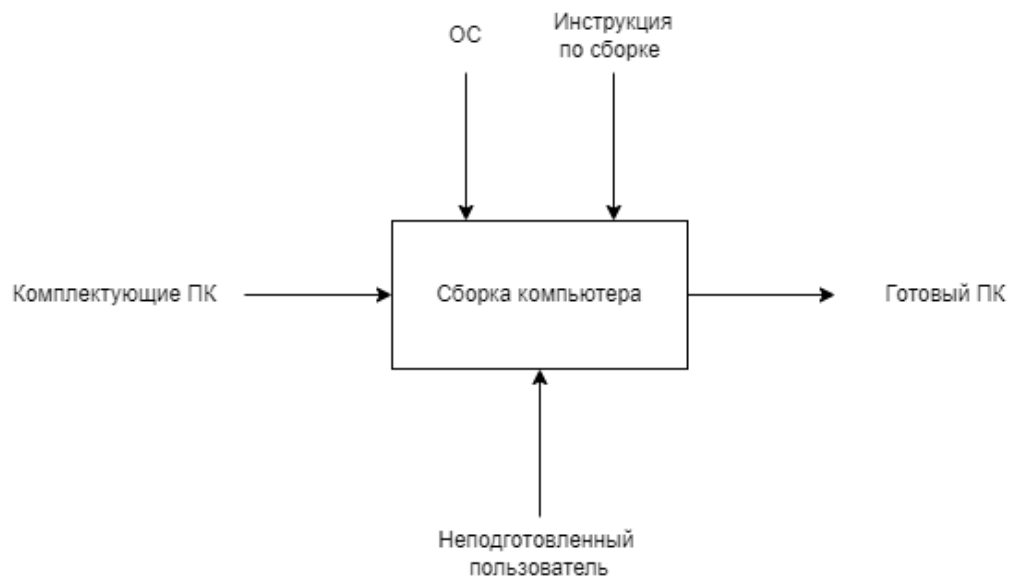 ОС
Инструкция
по сборке
Комплектующие ПК
Сборка компьютера
Готовый ПК
Неподготовленный
пользователь